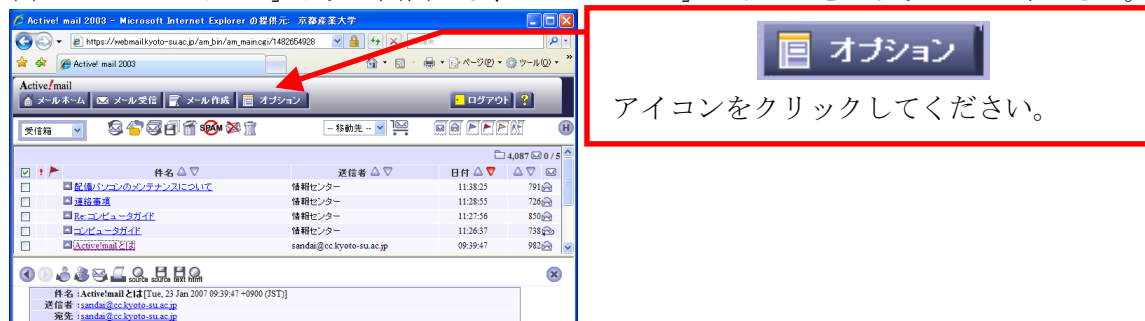 Active! mail 2003 - Microsoft Internet Explorer の提供元: 京都産業大学
https://webmail.kyoto-su.ac.jp/am_bin/am_main.cgi/1482654928
Active! mail 2003
ページ(P)
ツール(O)
Active!mail
メールホーム メール受信 メール作成 オプション ログアウト ?
受信箱 SPAM -- 移動先 -- H
4,087 0 / 5
件名 △▽ 送信者 △▽ 日付 △▼ △▽
配備パソコンのメンテナンスについて 情報センター 11:38:25 791
連絡事項 情報センター 11:28:55 726
Re:コンピュータガイド 情報センター 11:27:56 850
コンピュータガイド 情報センター 11:26:37 738
Active!mailとは sandai@cc.kyoto-su.ac.jp 09:39:47 982
source source text html
件名 :Active!mail とは [Tue, 23 Jan 2007 09:39:47 +0900 (JST)]
送信者 :sandai@cc.kyoto-su.ac.jp
宛先 :sandai@cc.kyoto-su.ac.jp
オプション
アイコンをクリックしてください。